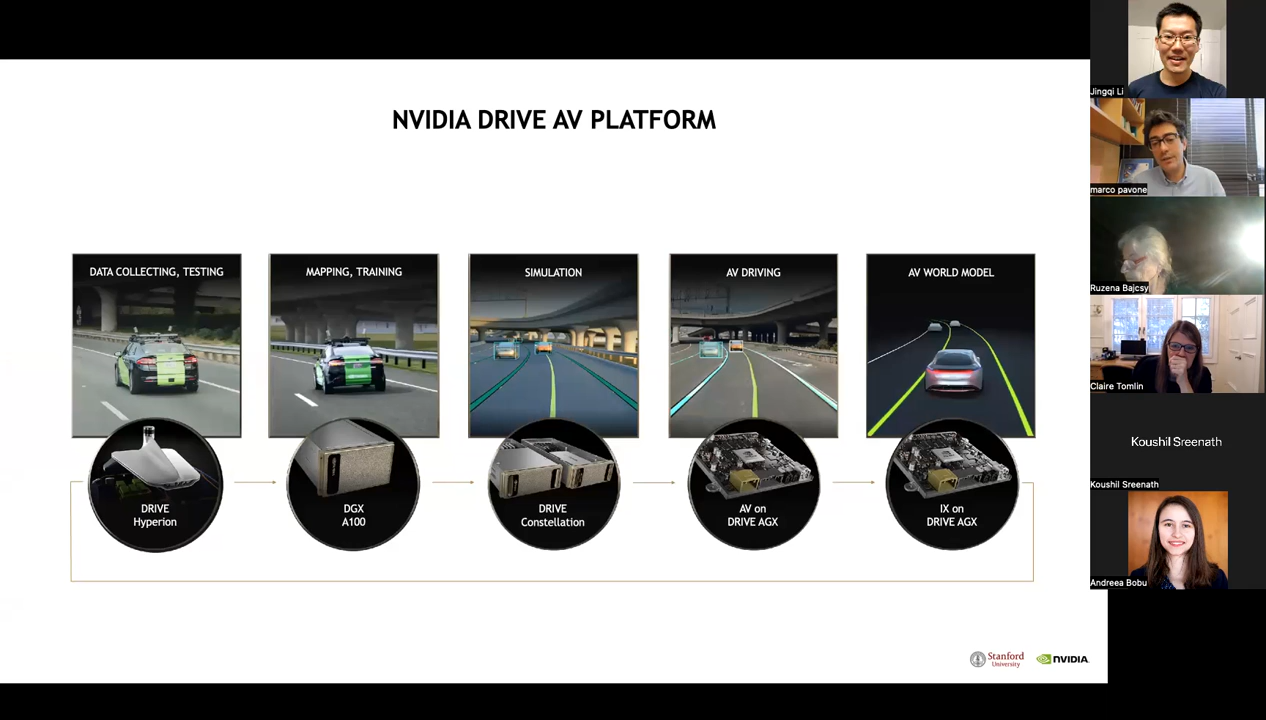 NVIDIA DRIVE AV PLATFORM
DATA COLLECTING, TESTING
MAPPING, TRAINING
SIMULATION
AV DRIVING
AV WORLD MODEL
DRIVE
Hyperion
DGX
A100
DRIVE
Constellation
AV on
DRIVE AGX
IX on
DRIVE AGX
Stanford
University
NVIDIA.
Jingqi Li
marco pavone
Ruzena Bajcsy
Claire Tomlin
Koushil Sreenath
Koushil Sreenath
Andreea Bobu